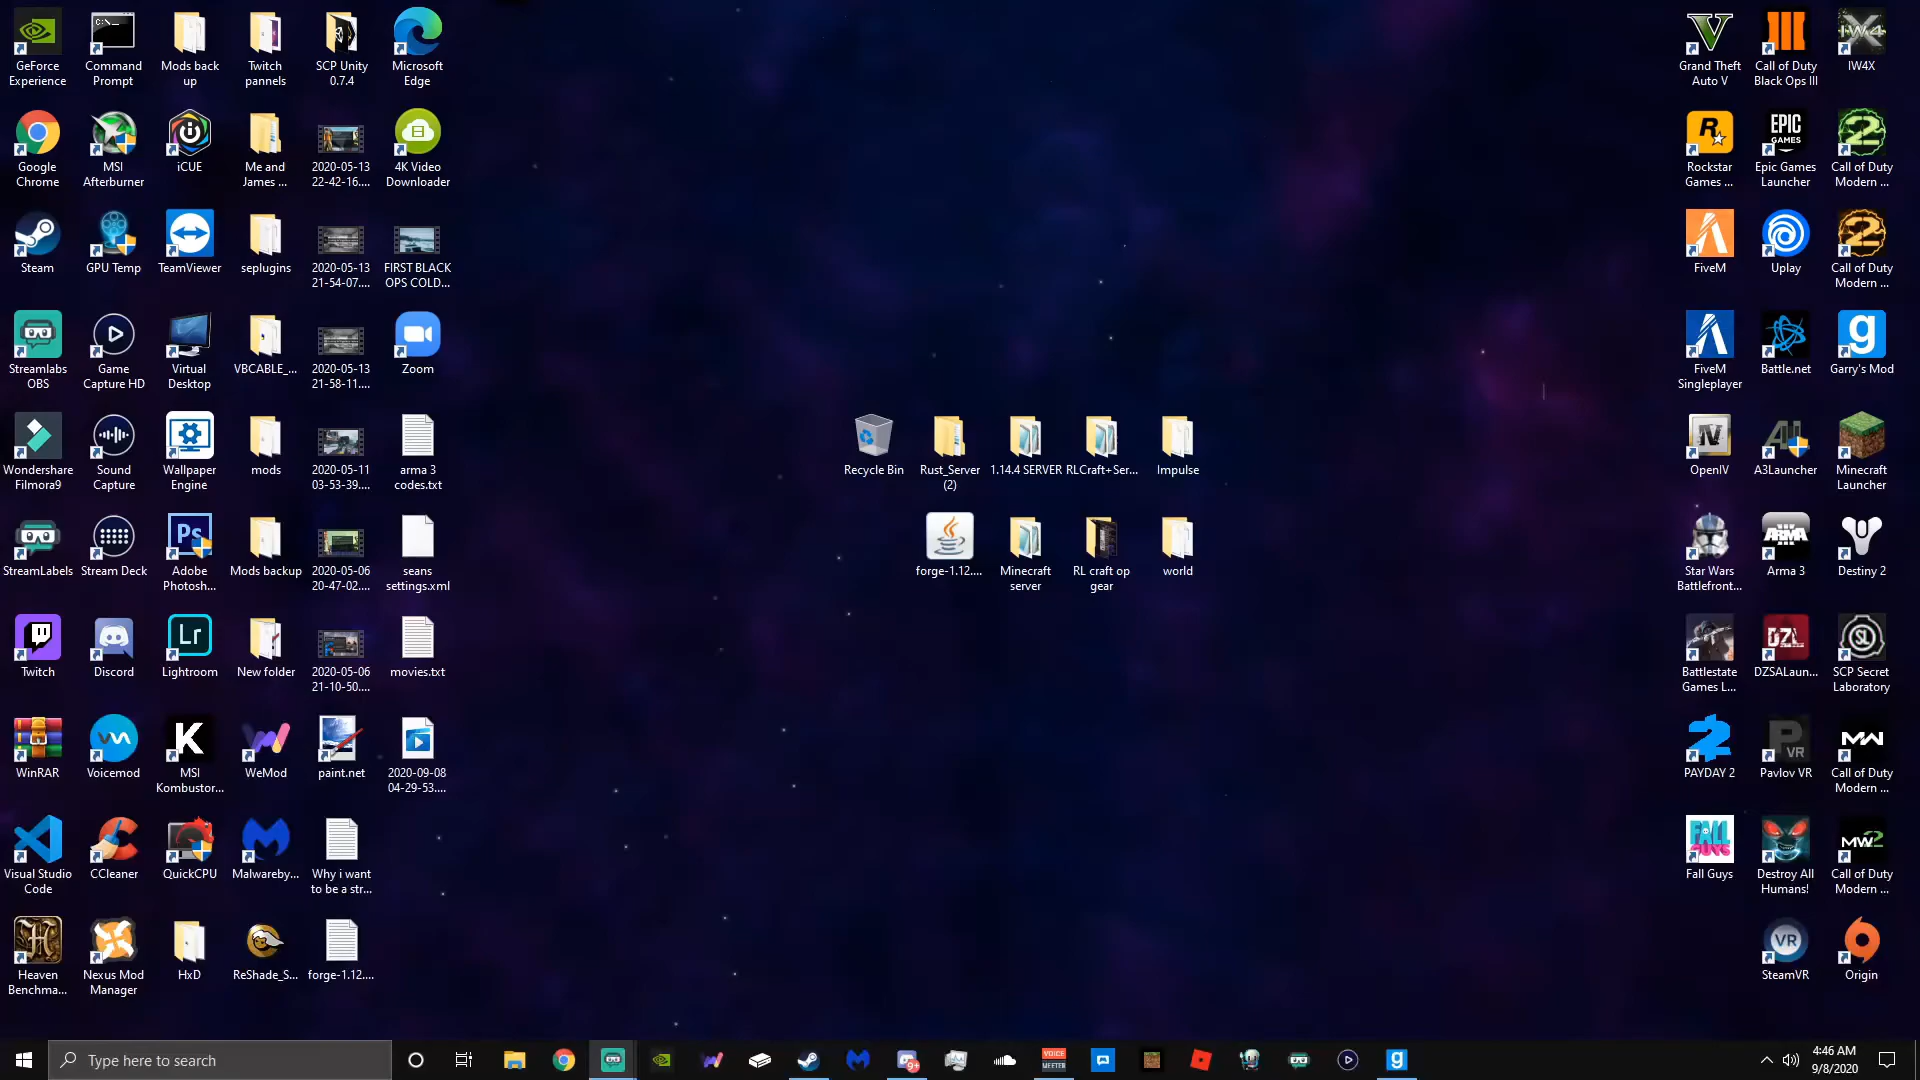 GeForce Experience
Command Prompt
Mods back up
Twitch pannels
SCP Unity 0.7.4
Microsoft Edge
Google Chrome
MSI Afterburner
iCUE
Me and James ...
2020-05-13 22-42-16....
4K Video Downloader
Steam
GPU Temp
TeamViewer
seplugins
2020-05-13 21-54-07....
FIRST BLACK OPS COLD...
Streamlabs OBS
Game Capture HD
Virtual Desktop
VBCABLE_...
2020-05-13 21-58-11....
Zoom
Wondershare Filmora9
Sound Capture
Wallpaper Engine
mods
2020-05-11 03-53-39....
arma 3 codes.txt
StreamLabels
Stream Deck
Adobe Photosh...
Mods backup
2020-05-06 20-47-02....
seans settings.xml
Twitch
Discord
Lightroom
New folder
2020-05-06 21-10-50....
movies.txt
WinRAR
Voicemod
MSI Kombustor...
WeMod
paint.net
2020-09-08 04-29-53....
Visual Studio Code
CCleaner
QuickCPU
Malwareby...
Why i want to be a str...
Heaven Benchma...
Nexus Mod Manager
HxD
ReShade_S...
forge-1.12....
Recycle Bin
Rust_Server (2)
1.14.4 SERVER
RLCraft+Ser...
Impulse
forge-1.12....
Minecraft server
RL craft op gear
world
Grand Theft Auto V
Call of Duty Black Ops III
IW4X
Rockstar Games ...
Epic Games Launcher
Call of Duty Modern ...
FiveM
Uplay
Call of Duty Modern ...
FiveM Singleplayer
Battle.net
Garry's Mod
OpenIV
A3Launcher
Minecraft Launcher
Star Wars Battlefront...
Arma 3
Destiny 2
Battlestate Games L...
DZSALaun...
SCP Secret Laboratory
PAYDAY 2
Pavlov VR
Call of Duty Modern ...
Fall Guys
Destroy All Humans!
Call of Duty Modern ...
SteamVR
Origin
Type here to search
4:46 AM
9/8/2020